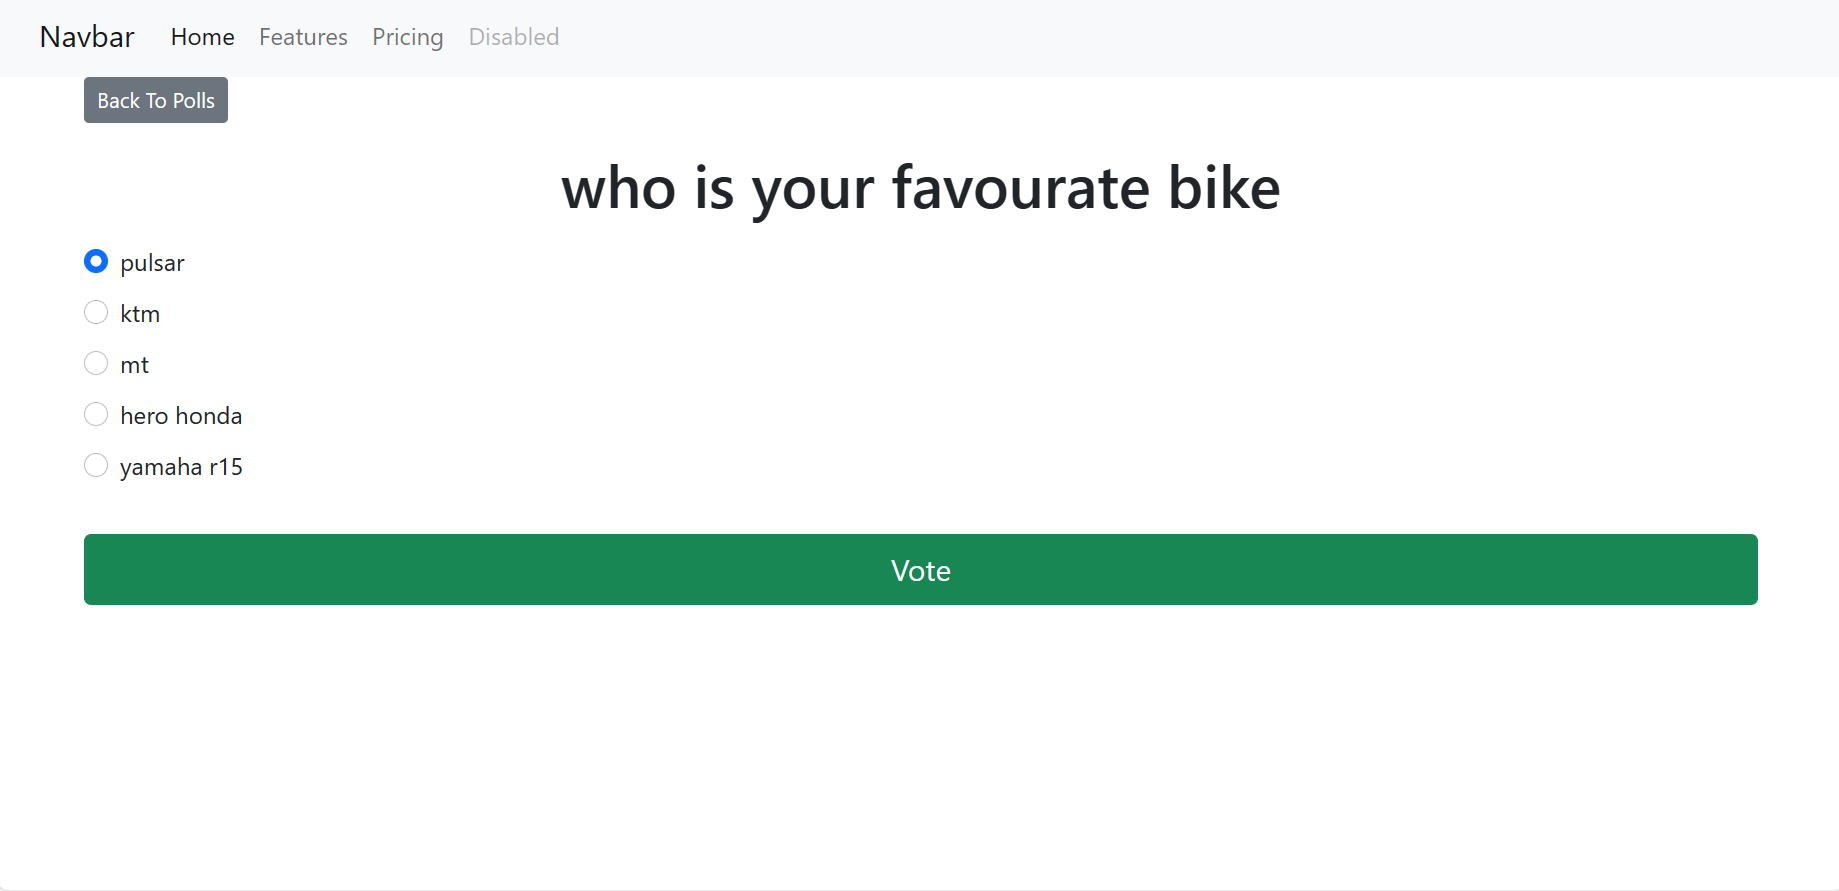 Navbar Home Features Pricing Disabled
Back To Polls
who is your favourate bike
pulsar
ktm
mt
hero honda
yamaha r15
Vote